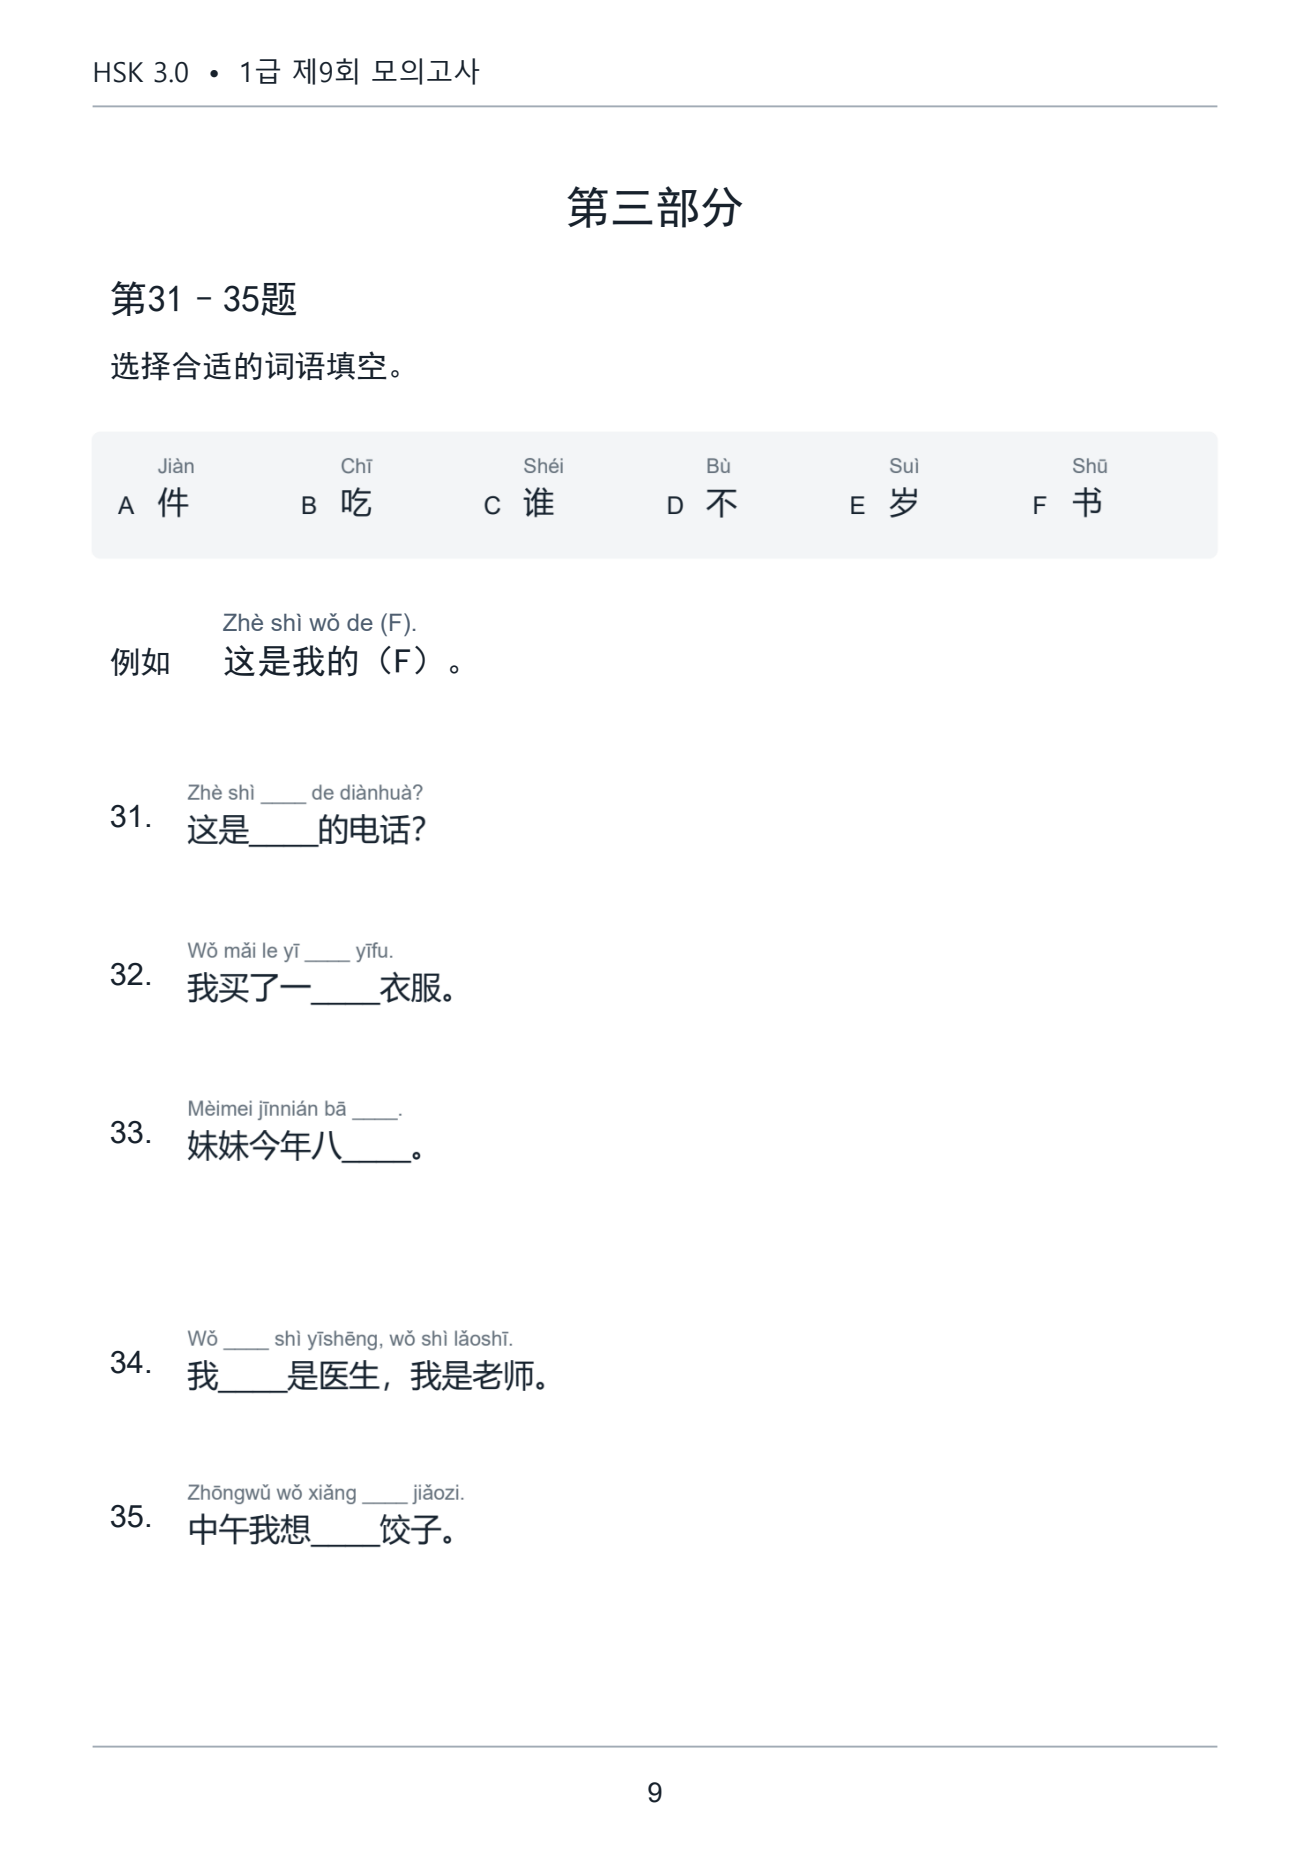 HSK 3.0 • 1급 제9회 모의고사
第三部分
第31 – 35题
选择合适的词语填空。
Jiàn Chī Shéi Bù Suì Shū
A 件 B 吃 C 谁 D 不 E 岁 F 书
Zhè shì wǒ de (F).
例如 这是我的（F）。
Zhè shì ____ de diànhuà?
31. 这是____的电话?
Wǒ mǎi le yī ____ yīfu.
32. 我买了一____衣服。
Mèimei jīnnián bā ____.
33. 妹妹今年八____。
Wǒ ____ shì yīshēng, wǒ shì lǎoshī.
34. 我____是医生，我是老师。
Zhōngwǔ wǒ xiǎng ____ jiǎozi.
35. 中午我想____饺子。
9